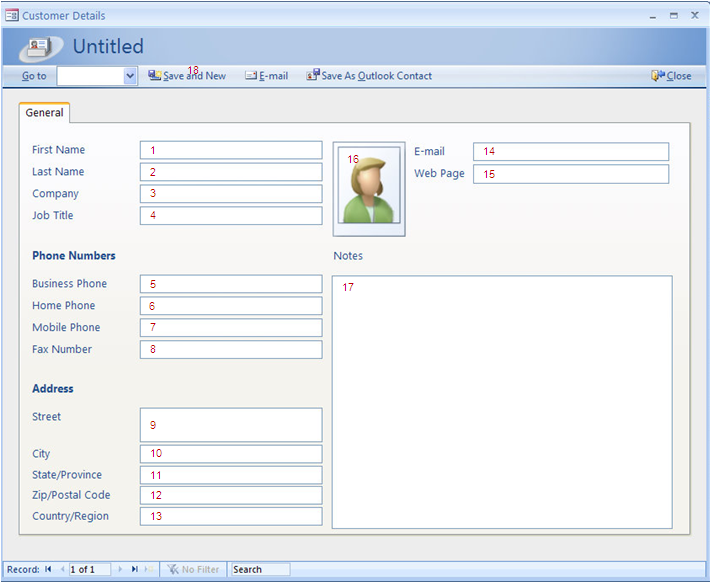 Customer Details
Untitled
Go to 18 Save and New E-mail Save As Outlook Contact Close
General
First Name 1
Last Name 2
Company 3
Job Title 4
16
E-mail 14
Web Page 15
Phone Numbers
Business Phone 5
Home Phone 6
Mobile Phone 7
Fax Number 8
Address
Street 9
City 10
State/Province 11
Zip/Postal Code 12
Country/Region 13
Notes
17
Record: 1 of 1 No Filter Search